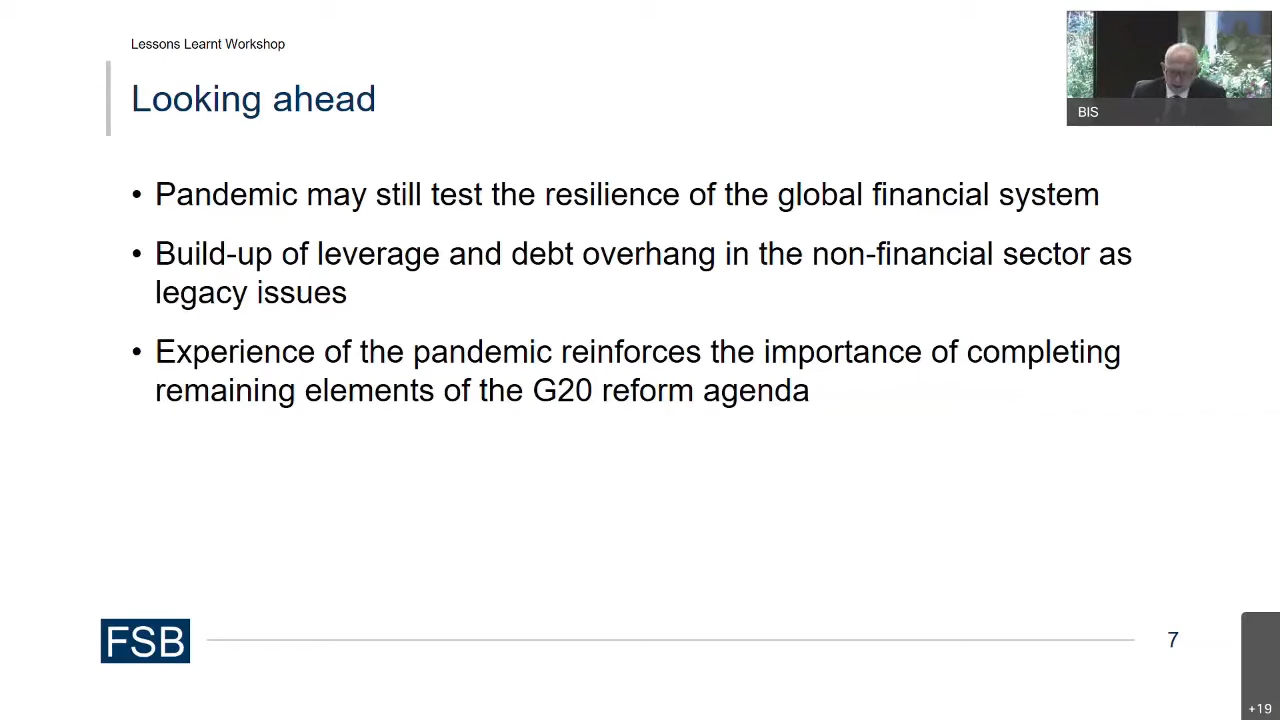 Lessons Learnt Workshop
BIS
Looking ahead
• Pandemic may still test the resilience of the global financial system
• Build-up of leverage and debt overhang in the non-financial sector as
legacy issues
• Experience of the pandemic reinforces the importance of completing
remaining elements of the G20 reform agenda
FSB
7
+19